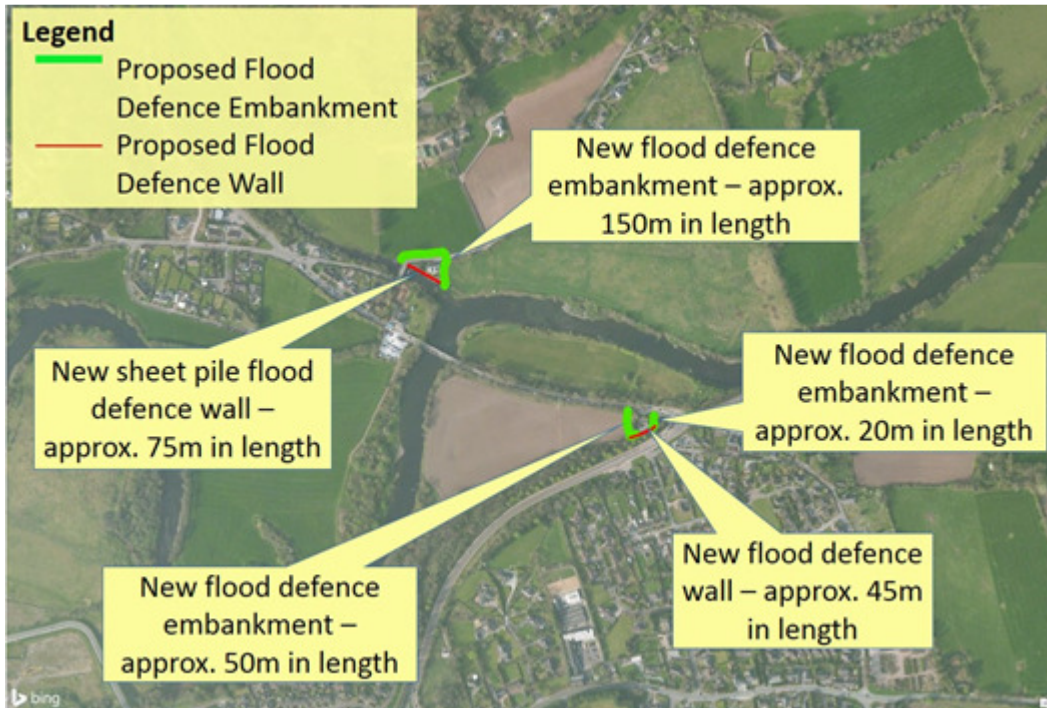 Legend
Proposed Flood
Defence Embankment
Proposed Flood
Defence Wall
New flood defence
embankment – approx.
150m in length
New sheet pile flood
defence wall –
approx. 75m in length
New flood defence
embankment –
approx. 20m in length
New flood defence
embankment –
approx. 50m in length
New flood defence
wall – approx. 45m
in length
bing